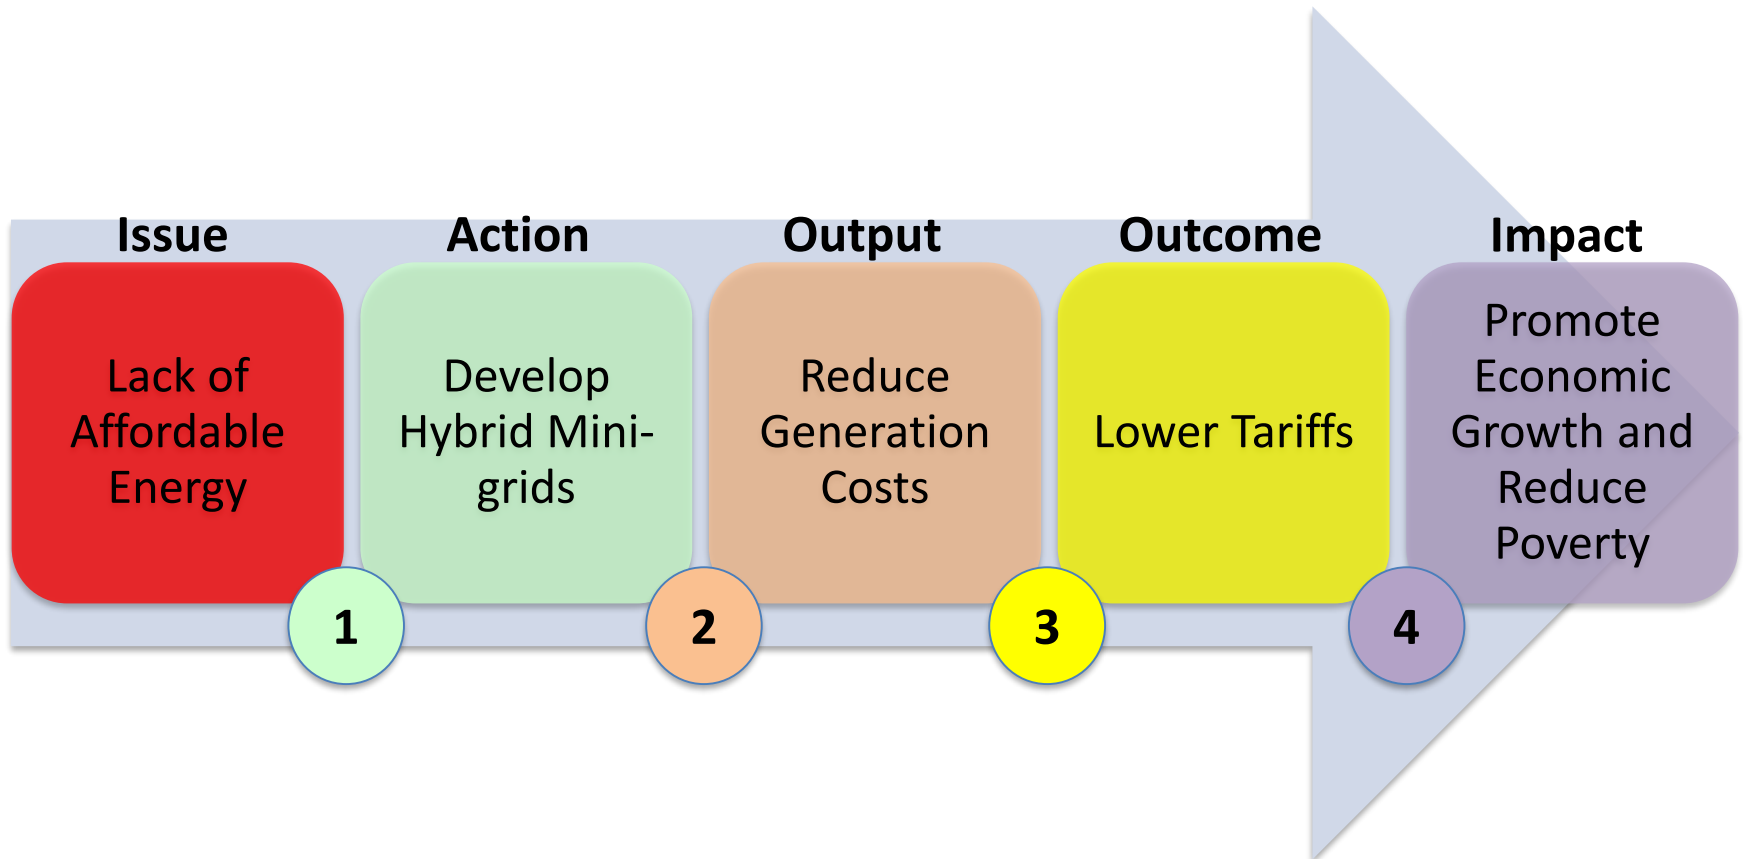 Issue
Action
Output
Outcome
Impact
Lack of
Affordable
Energy
Develop
Hybrid Mini-
grids
Reduce
Generation
Costs
Lower Tariffs
Promote
Economic
Growth and
Reduce
Poverty
1
2
3
4